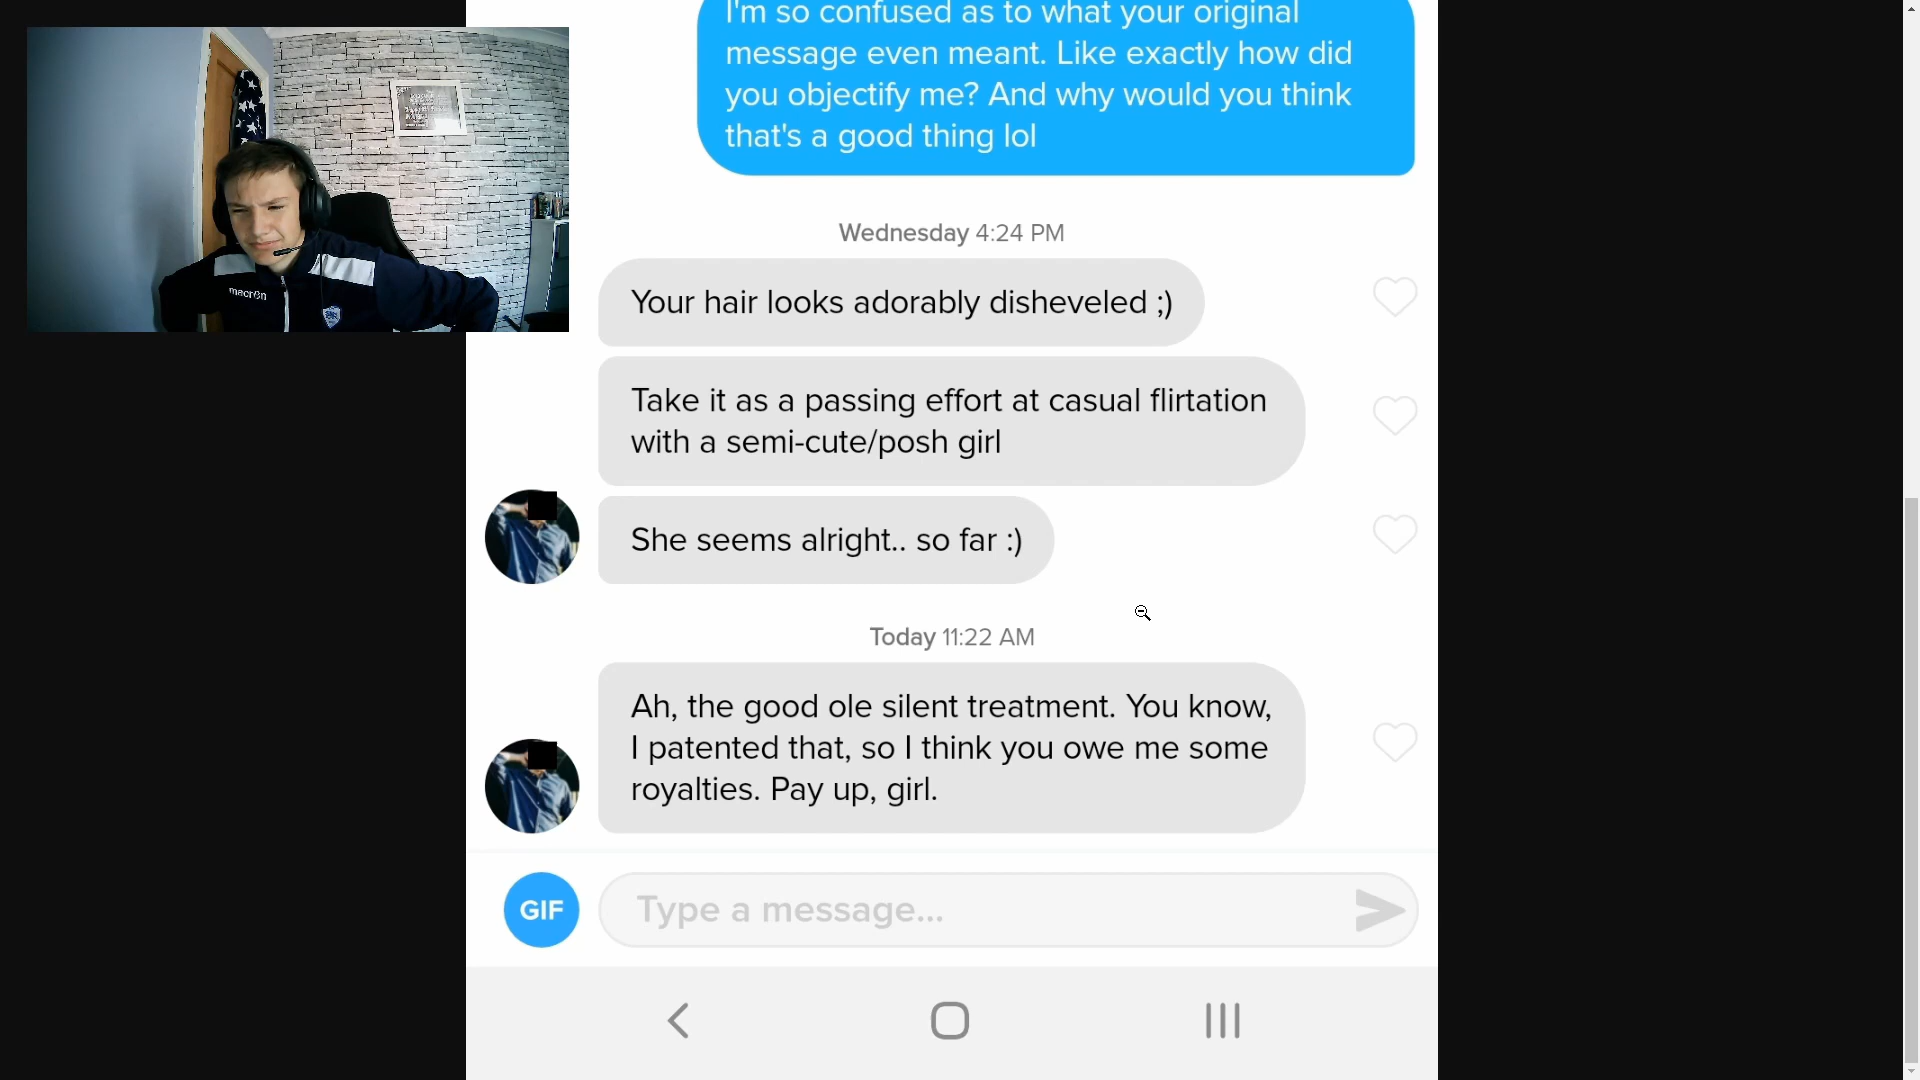 I'm so confused as to what your original
message even meant. Like exactly how did
you objectify me? And why would you think
that's a good thing lol
macron
Wednesday 4:24 PM
Your hair looks adorably disheveled ;)
Take it as a passing effort at casual flirtation
with a semi-cute/posh girl
She seems alright.. so far :)
Today 11:22 AM
Ah, the good ole silent treatment. You know,
I patented that, so I think you owe me some
royalties. Pay up, girl.
GIF
Type a message...